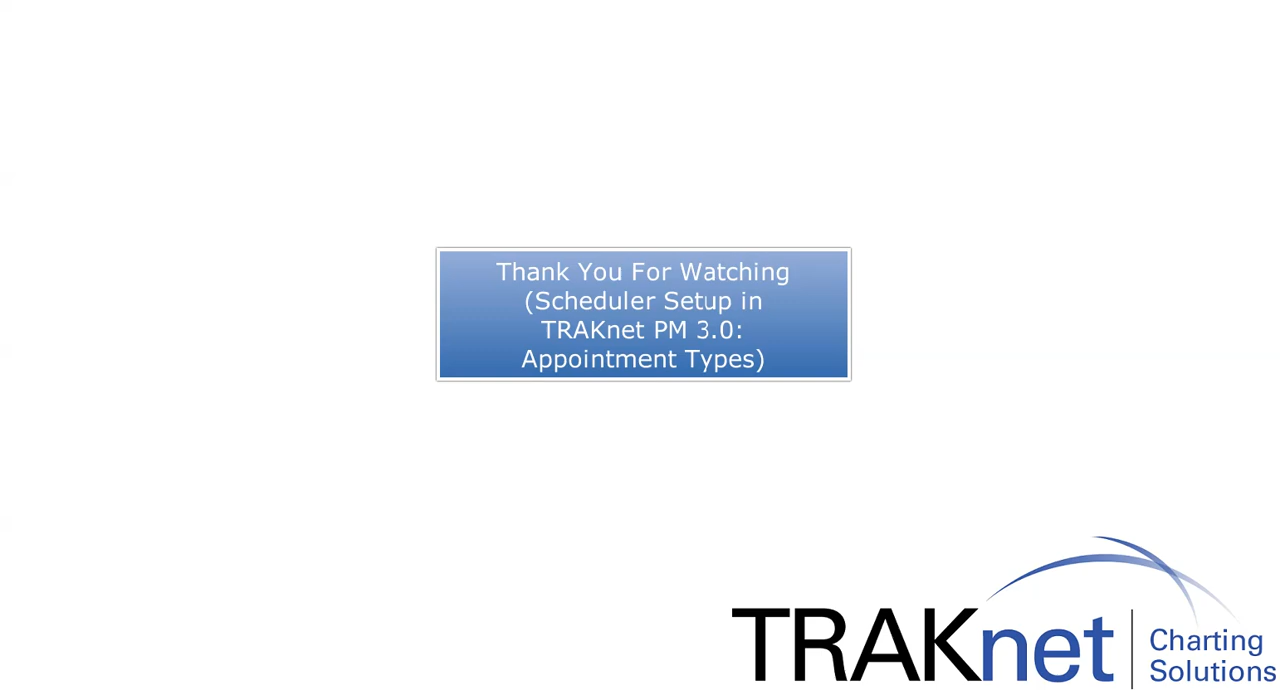 Thank You For Watching
(Scheduler Setup in
TRAKnet PM 3.0:
Appointment Types)
TRAKnet
Charting
Solutions